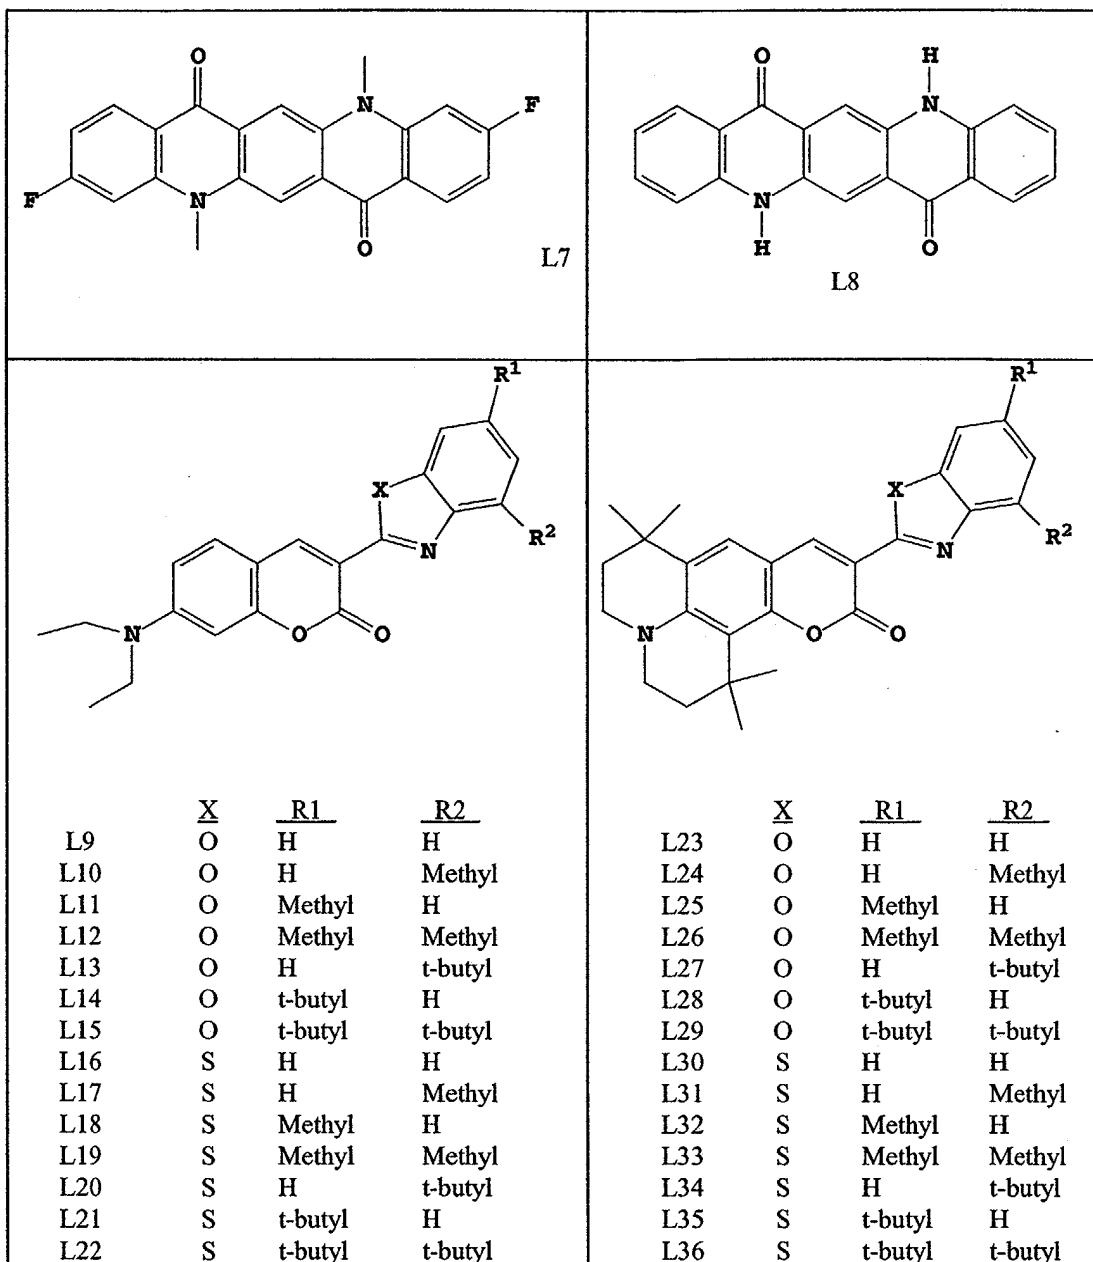 O
F
N
N
F
O
L7
O
H
N
N
H
O
L8
R1
X
R2
N
N
O
O
R1
X
R2
N
N
O
O
X R1 R2
L9 O H H
L10 O H Methyl
L11 O Methyl H
L12 O Methyl Methyl
L13 O H t-butyl
L14 O t-butyl H
L15 O t-butyl t-butyl
L16 S H H
L17 S H Methyl
L18 S Methyl H
L19 S Methyl Methyl
L20 S H t-butyl
L21 S t-butyl H
L22 S t-butyl t-butyl
X R1 R2
L23 O H H
L24 O H Methyl
L25 O Methyl H
L26 O Methyl Methyl
L27 O H t-butyl
L28 O t-butyl H
L29 O t-butyl t-butyl
L30 S H H
L31 S H Methyl
L32 S Methyl H
L33 S Methyl Methyl
L34 S H t-butyl
L35 S t-butyl H
L36 S t-butyl t-butyl